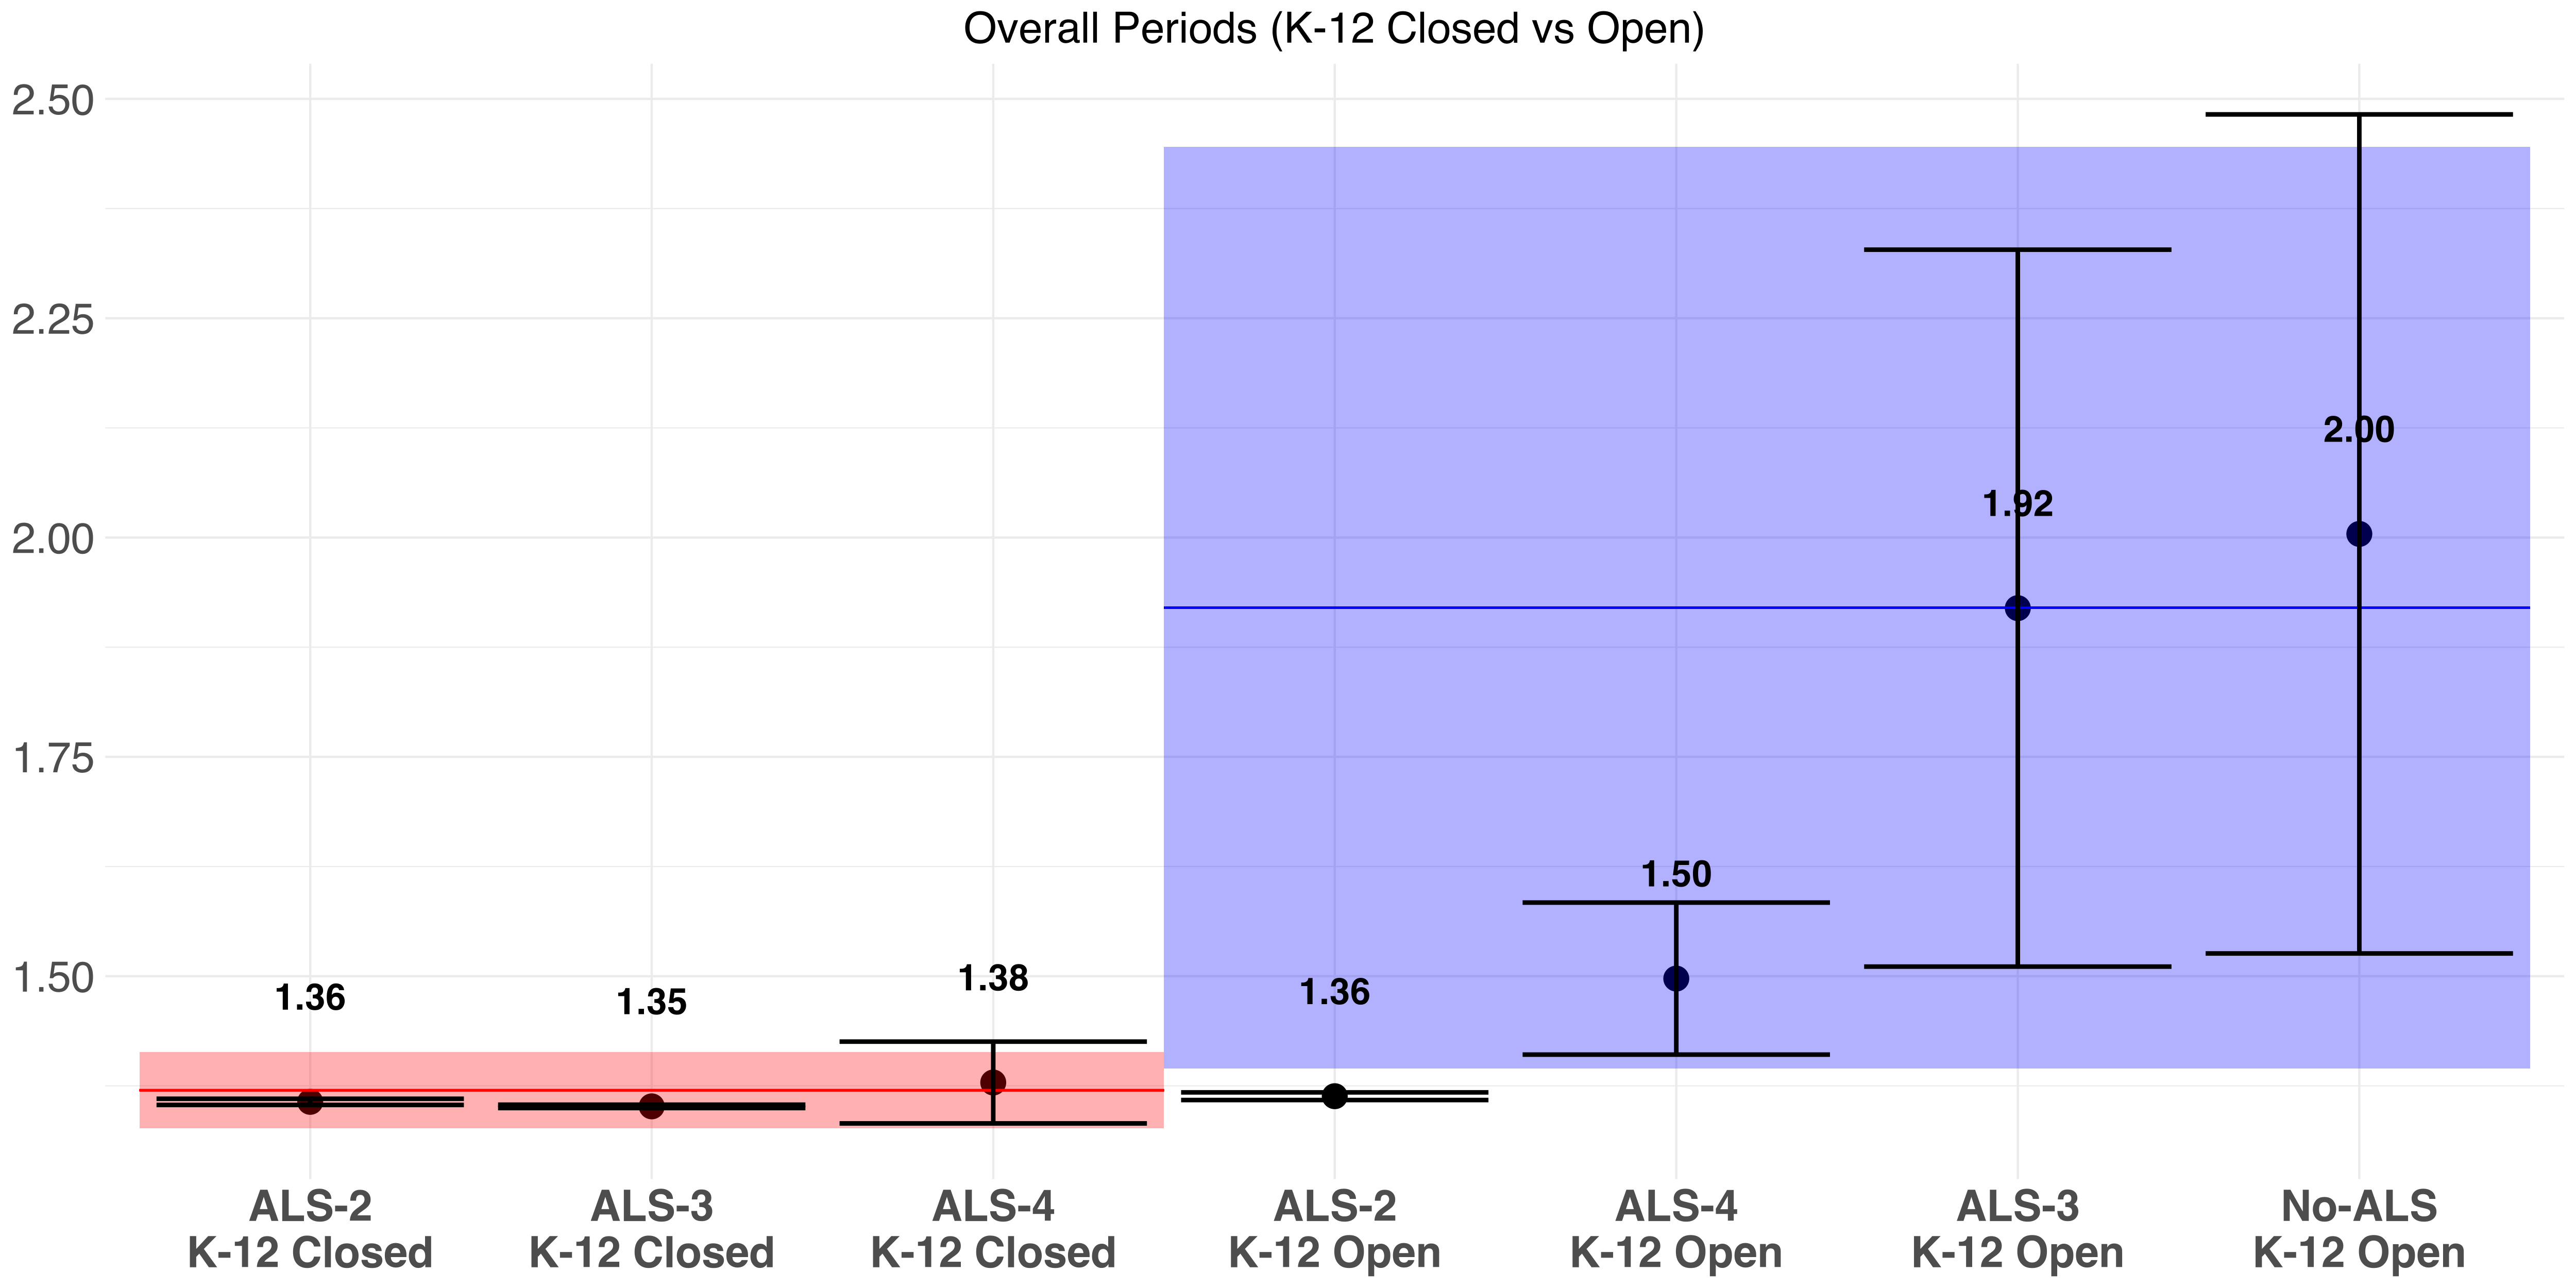 Overall Periods (K-12 Closed vs Open)
2.50
2.25
2.00
1.75
1.50
1.36
1.35
1.38
1.36
1.50
1.92
2.00
ALS-2
K-12 Closed
ALS-3
K-12 Closed
ALS-4
K-12 Closed
ALS-2
K-12 Open
ALS-4
K-12 Open
ALS-3
K-12 Open
No-ALS
K-12 Open